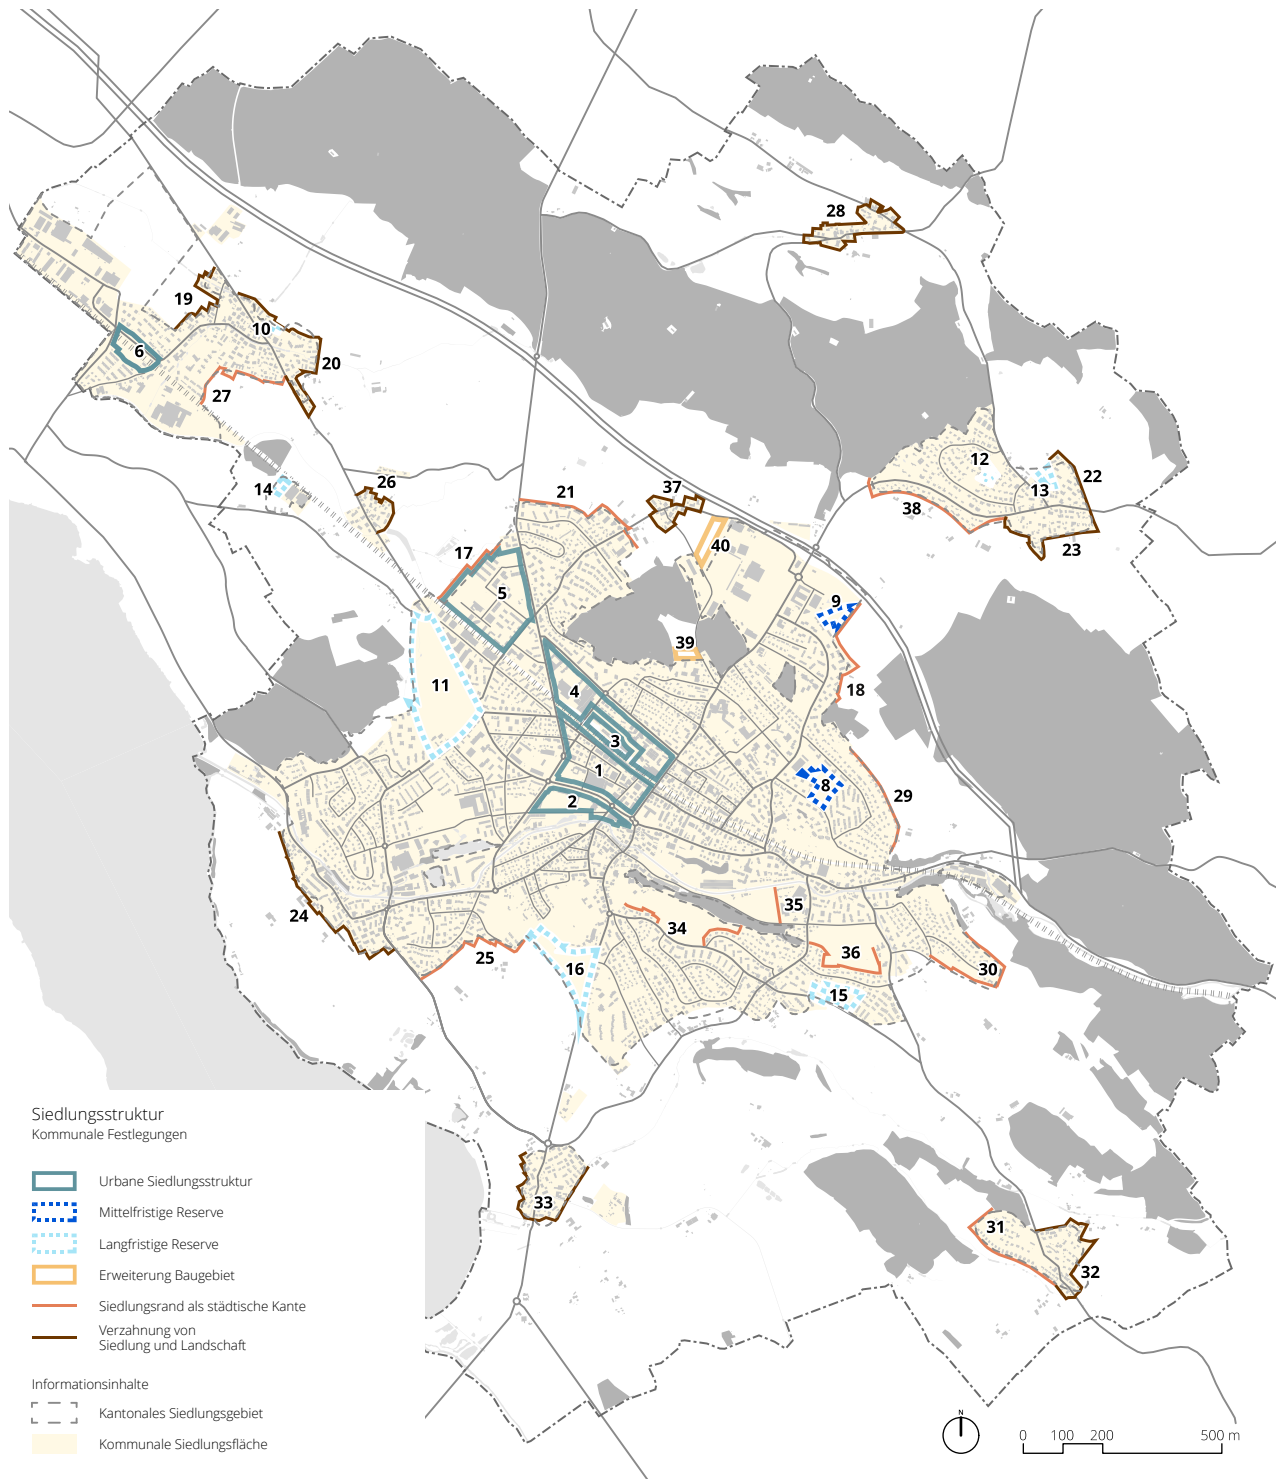 28
19
10
6
20
27
12
22
13
14
26
21
37
38
40
23
17
5
9
39
11
4
18
3
1
8
2
29
24
35
34
36
25
16
30
15
33
31
32
Siedlungsstruktur
Kommunale Festlegungen
Urbane Siedlungsstruktur
Mittelfristige Reserve
Langfristige Reserve
Erweiterung Baugebiet
Siedlungsrand als städtische Kante
Verzahnung von
Siedlung und Landschaft
Informationsinhalte
Kantonales Siedlungsgebiet
Kommunale Siedlungsfläche
N
0 100 200 500 m